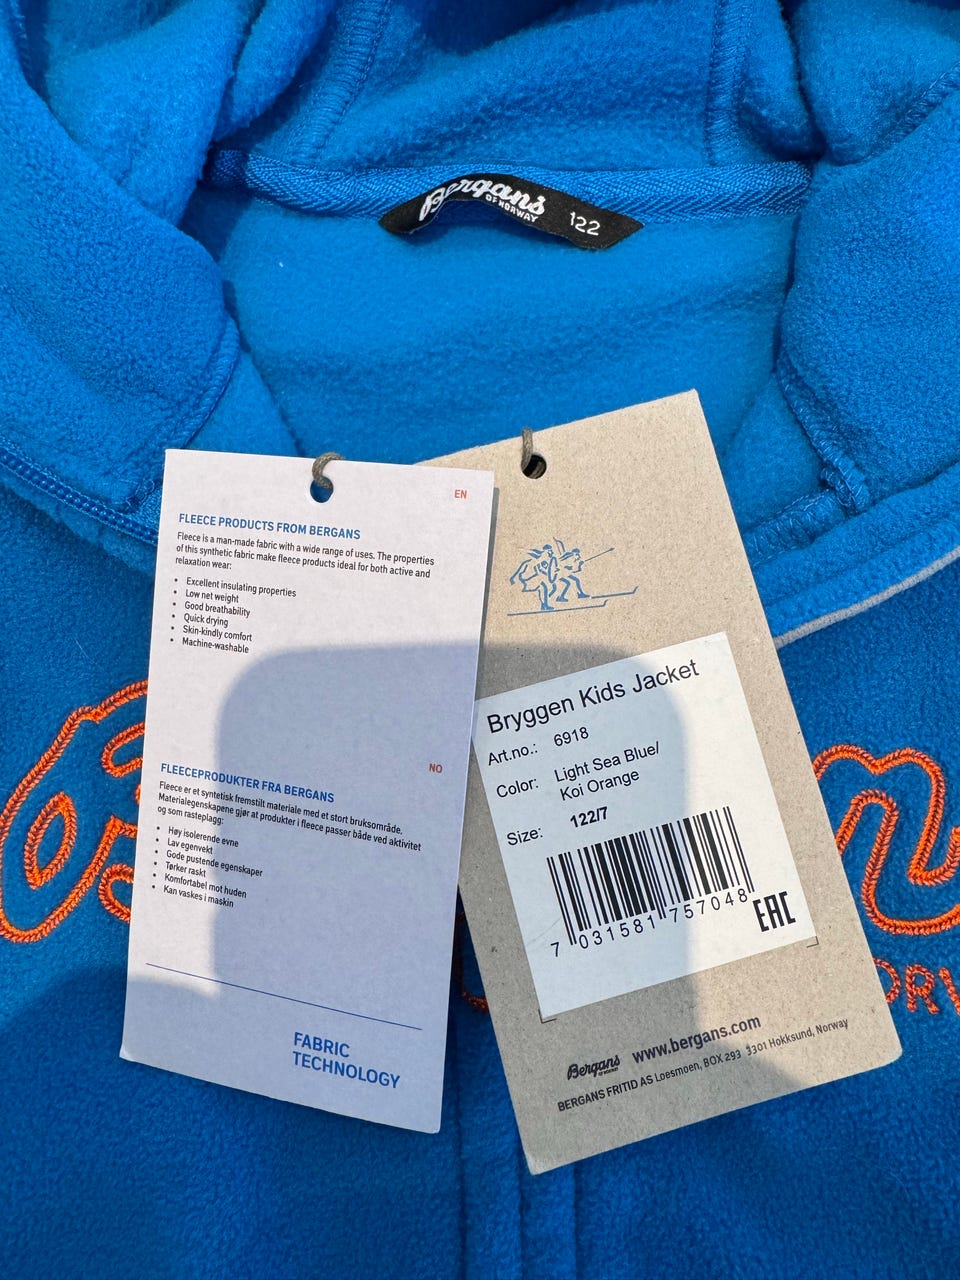 Bergans
OF NORWAY
122
EN
FLEECE PRODUCTS FROM BERGANS
Fleece is a man-made fabric with a wide range of uses. The properties
of this synthetic fabric make fleece products ideal for both active and
relaxation wear:
• Excellent insulating properties
• Low net weight
• Good breathability
• Quick drying
• Skin-kindly comfort
• Machine-washable
NO
FLEECEPRODUKTER FRA BERGANS
Fleece er et syntetisk fremstilt materiale med et stort bruksområde.
Materialegenskapene gjør at produkter i fleece passer både ved aktivitet
og som rasteplagg:
• Høy isolerende evne
• Lav egenvekt
• Gode pustende egenskaper
• Tørker raskt
• Komfortabel mot huden
• Kan vaskes i maskin
FABRIC
TECHNOLOGY
Bryggen Kids Jacket
Art.no.: 6918
Color: Light Sea Blue/
Koi Orange
Size: 122/7
7 031581 757048
EAC
Bergans www.bergans.com
BERGANS FRITID AS Loesmoen, BOX 293 3301 Hokksund, Norway